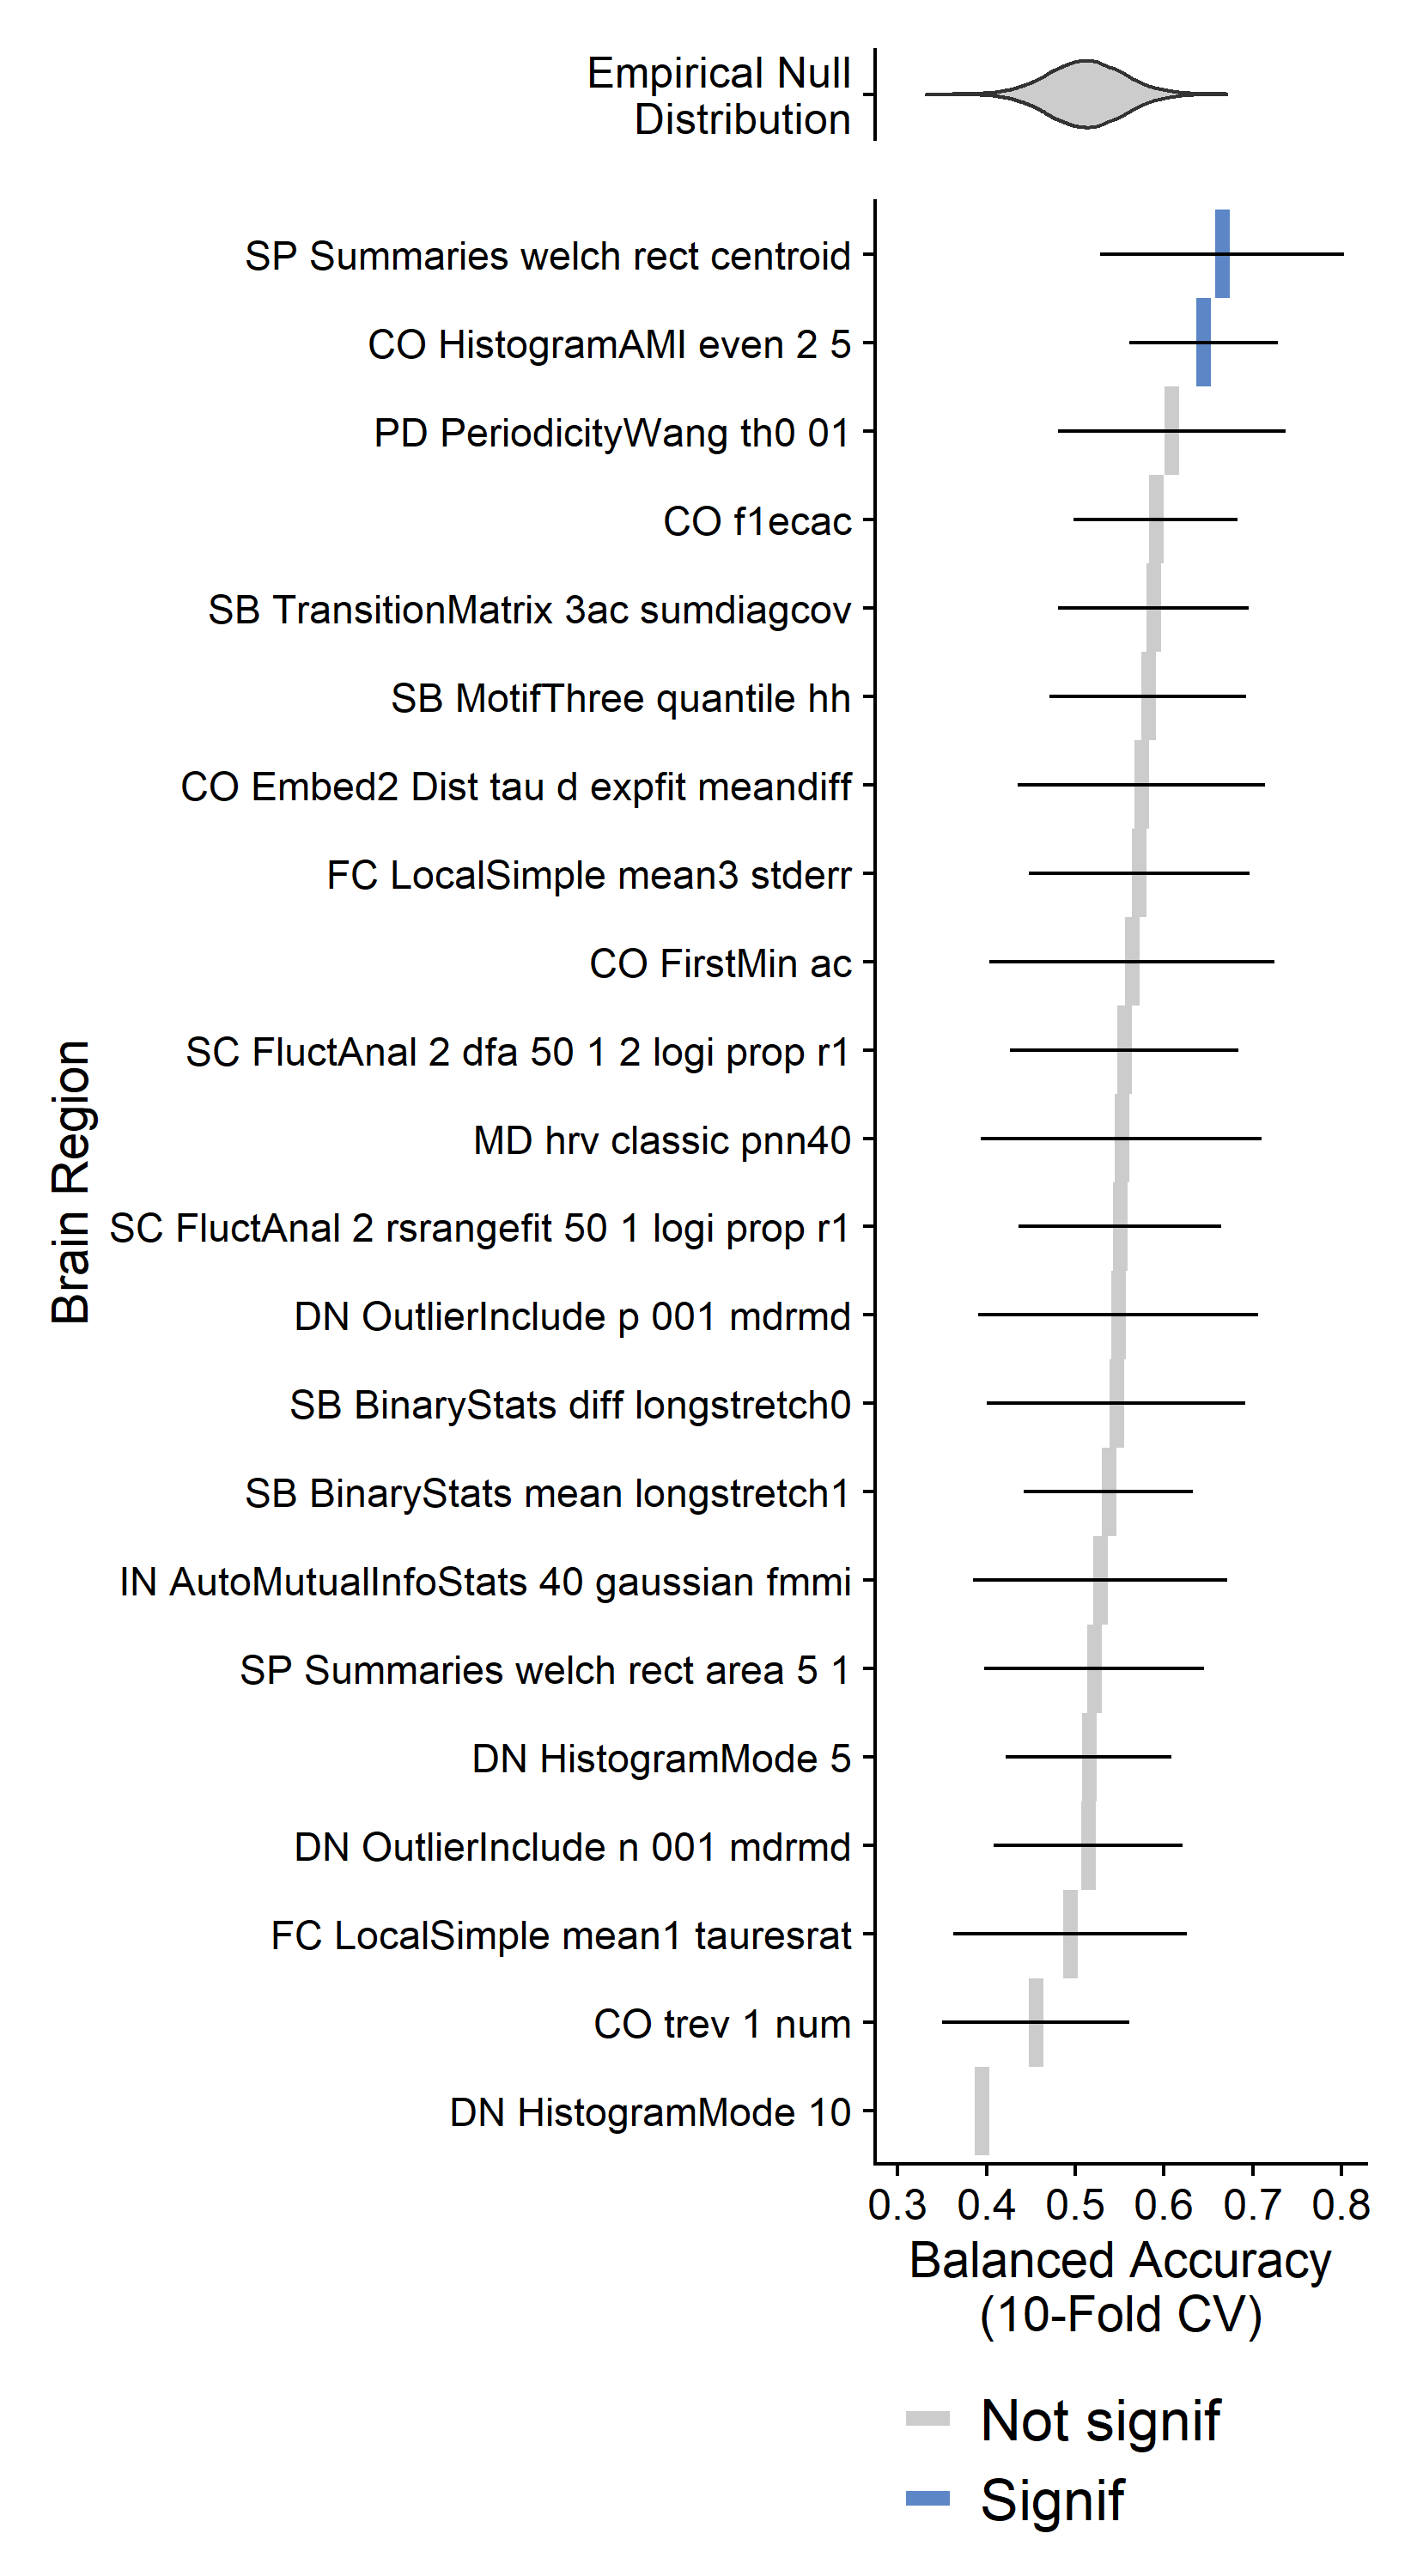 Empirical Null
Distribution
SP Summaries welch rect centroid
CO HistogramAMI even 2 5
PD PeriodicityWang th0 01
CO f1ecac
SB TransitionMatrix 3ac sumdiagcov
SB MotifThree quantile hh
CO Embed2 Dist tau d expfit meandiff
FC LocalSimple mean3 stderr
CO FirstMin ac
SC FluctAnal 2 dfa 50 1 2 logi prop r1
MD hrv classic pnn40
SC FluctAnal 2 rsrangefit 50 1 logi prop r1
DN OutlierInclude p 001 mdrmd
SB BinaryStats diff longstretch0
SB BinaryStats mean longstretch1
IN AutoMutualInfoStats 40 gaussian fmmi
SP Summaries welch rect area 5 1
DN HistogramMode 5
DN OutlierInclude n 001 mdrmd
FC LocalSimple mean1 tauresrat
CO trev 1 num
DN HistogramMode 10
Brain Region
0.3 0.4 0.5 0.6 0.7 0.8
Balanced Accuracy
(10-Fold CV)
Not signif
Signif